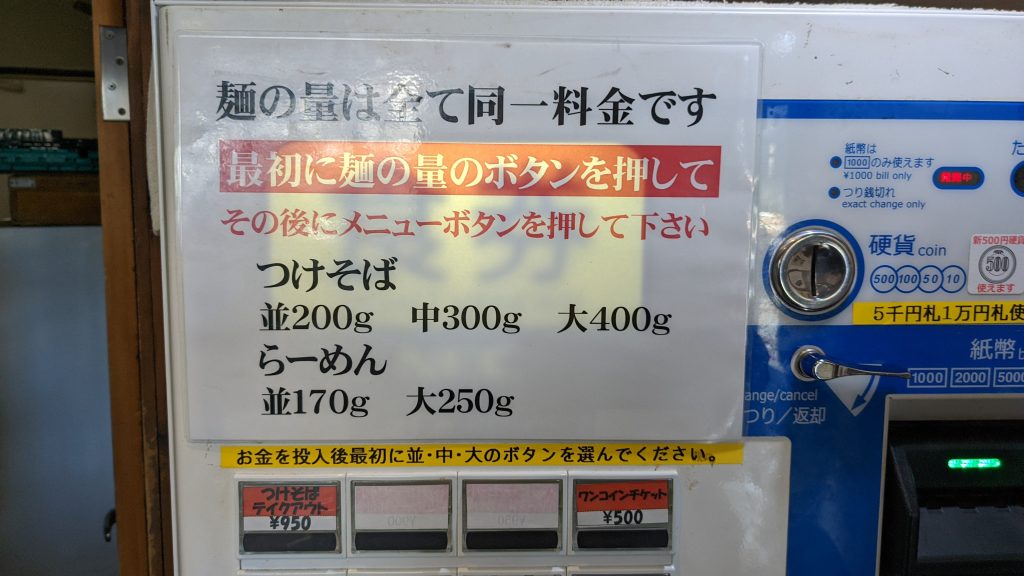 麺の量は全て同一料金です
最初に麺の量のボタンを押して
その後にメニューボタンを押して下さい
つけそば
並200g 中300g 大400g
らーめん
並170g 大250g
お金を投入後最初に並・中・大のボタンを選んでください。
つけそば
テイクアウト
¥950
ワンコインチケット
¥500
紙幣は
1000のみ使えます
¥1000 bill only
つり銭切れ
exact change only
発売中
た
硬貨 coin
500 100 50 10
新500円硬貨
500
使えます
5千円札1万円札使
紙幣
1000 2000 5000
ange/cancel
つり/返却